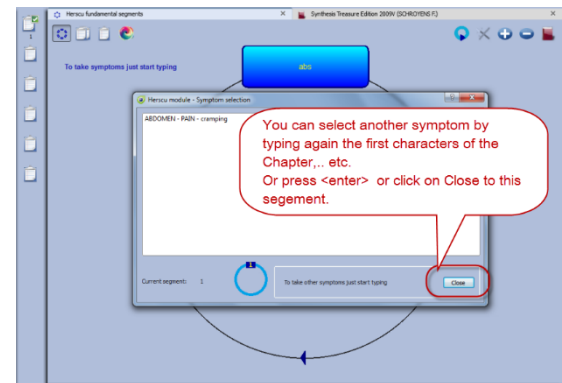 Herscu fundamental segments
Synthesis Treasure Edition 2009V (SCHROYENS F.)
1
To take symptoms just start typing
abs
Herscu module - Symptom selection
ABDOMEN - PAIN - cramping
You can select another symptom by
typing again the first characters of the
Chapter,.. etc.
Or press <enter> or click on Close to this
segement.
Current segment: 1
1
To take other symptoms just start typing
Close